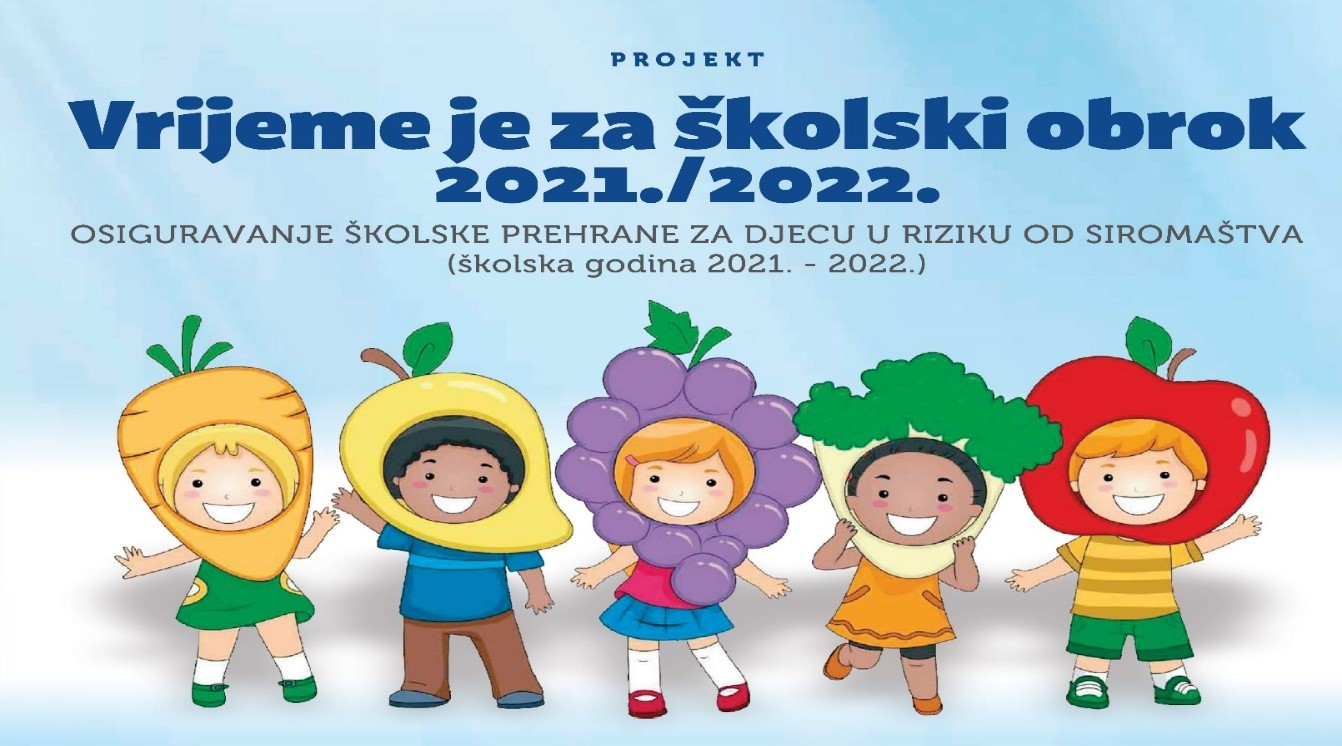 PROJEKT
Vrijeme je za školski obrok
2021./2022.
OSIGURAVANJE ŠKOLSKE PREHRANE ZA DJECU U RIZIKU OD SIROMAŠTVA
(školska godina 2021. - 2022.)